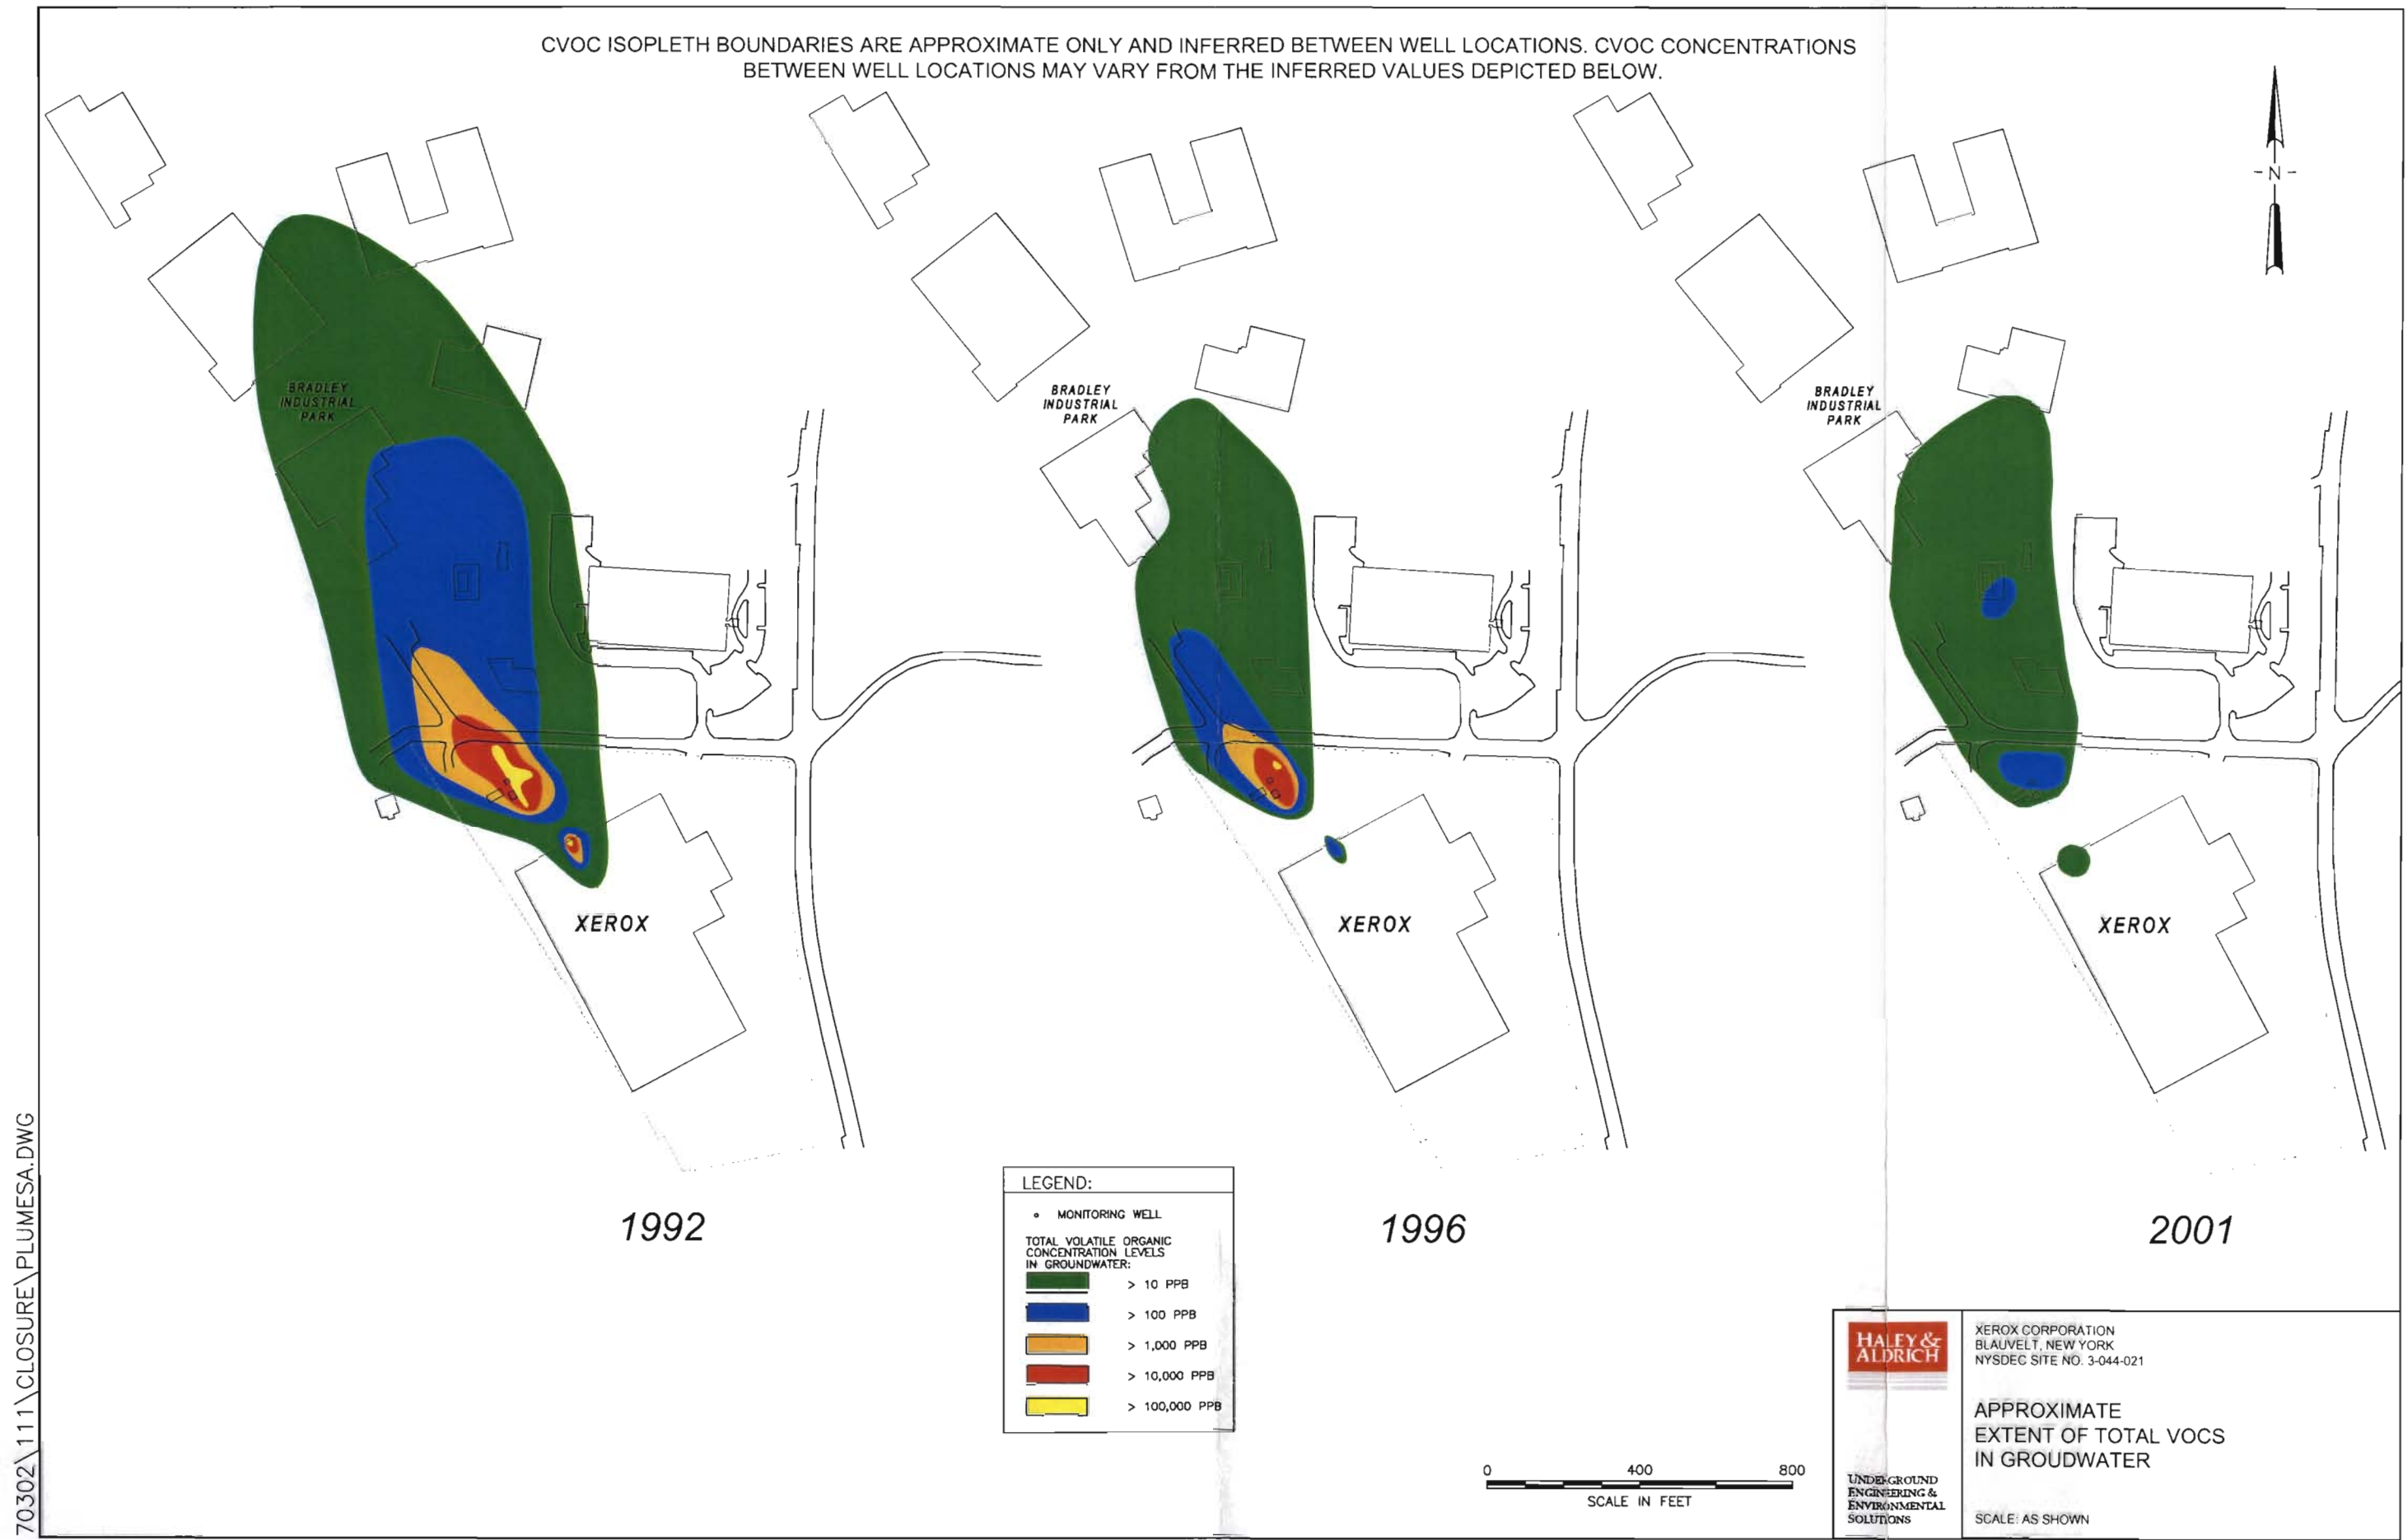 CVOC ISOPLETH BOUNDARIES ARE APPROXIMATE ONLY AND INFERRED BETWEEN WELL LOCATIONS. CVOC CONCENTRATIONS
BETWEEN WELL LOCATIONS MAY VARY FROM THE INFERRED VALUES DEPICTED BELOW.
- N -
BRADLEY
INDUSTRIAL
PARK
XEROX
1992
BRADLEY
INDUSTRIAL
PARK
XEROX
1996
BRADLEY
INDUSTRIAL
PARK
XEROX
2001
LEGEND:
MONITORING WELL
TOTAL VOLATILE ORGANIC
CONCENTRATION LEVELS
IN GROUNDWATER:
> 10 PPB
> 100 PPB
> 1,000 PPB
> 10,000 PPB
> 100,000 PPB
0 400 800
SCALE IN FEET
HALEY &
ALDRICH
UNDERGROUND
ENGINEERING &
ENVIRONMENTAL
SOLUTIONS
XEROX CORPORATION
BLAUVELT, NEW YORK
NYSDEC SITE NO. 3-044-021
APPROXIMATE
EXTENT OF TOTAL VOCS
IN GROUDWATER
SCALE: AS SHOWN
70302\111\CLOSURE\PLUMESA.DWG